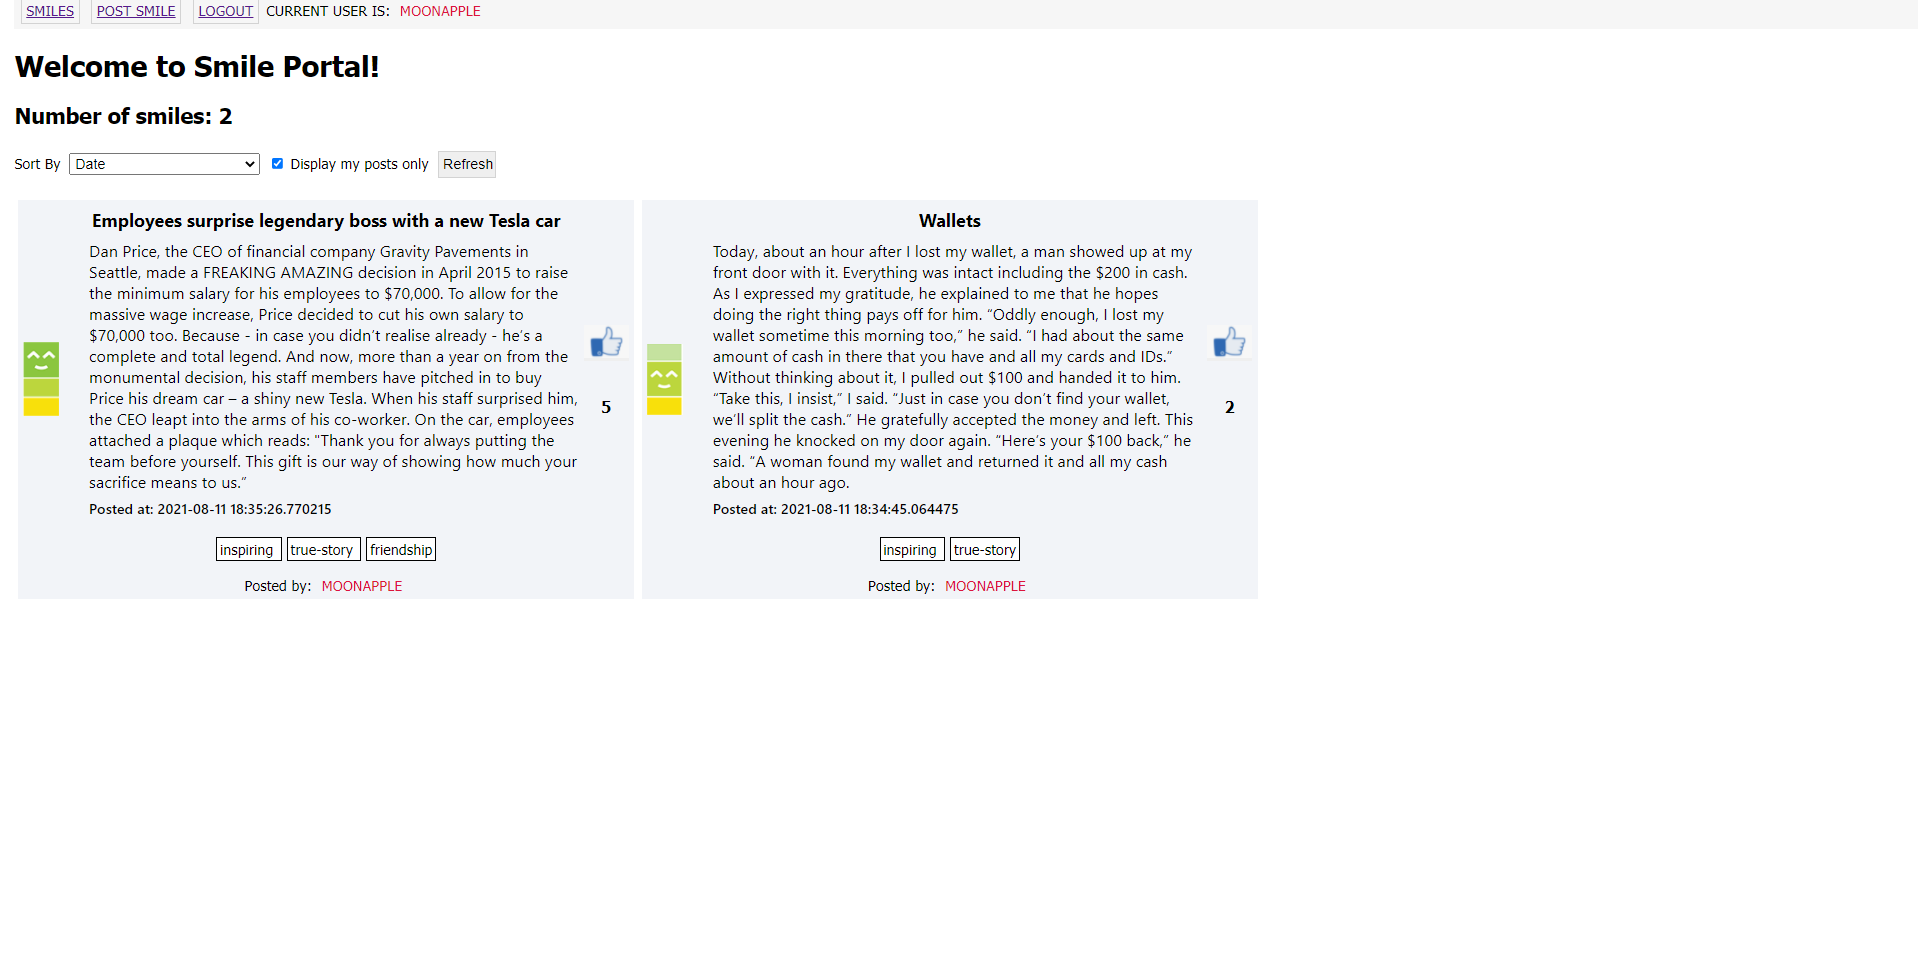 SMILES POST SMILE LOGOUT CURRENT USER IS: MOONAPPLE
Welcome to Smile Portal!
Number of smiles: 2
Sort By Date Display my posts only Refresh
Employees surprise legendary boss with a new Tesla car
Dan Price, the CEO of financial company Gravity Pavements in
Seattle, made a FREAKING AMAZING decision in April 2015 to raise
the minimum salary for his employees to $70,000. To allow for the
massive wage increase, Price decided to cut his own salary to
$70,000 too. Because - in case you didn’t realise already - he’s a
complete and total legend. And now, more than a year on from the
monumental decision, his staff members have pitched in to buy
Price his dream car – a shiny new Tesla. When his staff surprised him,
the CEO leapt into the arms of his co-worker. On the car, employees
attached a plaque which reads: "Thank you for always putting the
team before yourself. This gift is our way of showing how much your
sacrifice means to us.”
5
Posted at: 2021-08-11 18:35:26.770215
inspiring true-story friendship
Posted by: MOONAPPLE
Wallets
Today, about an hour after I lost my wallet, a man showed up at my
front door with it. Everything was intact including the $200 in cash.
As I expressed my gratitude, he explained to me that he hopes
doing the right thing pays off for him. “Oddly enough, I lost my
wallet sometime this morning too,” he said. “I had about the same
amount of cash in there that you have and all my cards and IDs.”
Without thinking about it, I pulled out $100 and handed it to him.
“Take this, I insist,” I said. “Just in case you don’t find your wallet,
we’ll split the cash.” He gratefully accepted the money and left. This
evening he knocked on my door again. “Here’s your $100 back,” he
said. “A woman found my wallet and returned it and all my cash
about an hour ago.
2
Posted at: 2021-08-11 18:34:45.064475
inspiring true-story
Posted by: MOONAPPLE